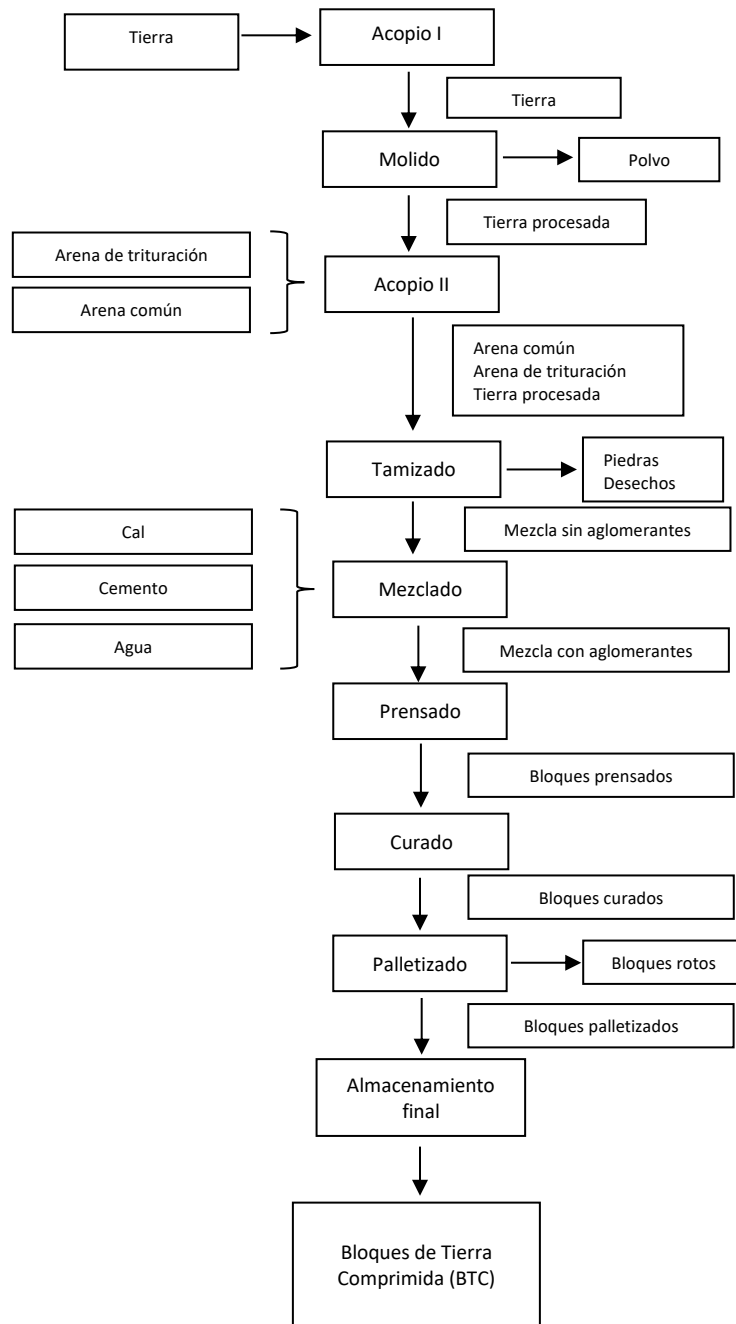 Tierra
Acopio I
Tierra
Molido
Polvo
Tierra procesada
Arena de trituración
Arena común
Acopio II
Arena común
Arena de trituración
Tierra procesada
Tamizado
Piedras
Desechos
Mezcla sin aglomerantes
Cal
Cemento
Agua
Mezclado
Mezcla con aglomerantes
Prensado
Bloques prensados
Curado
Bloques curados
Palletizado
Bloques rotos
Bloques palletizados
Almacenamiento
final
Bloques de Tierra
Comprimida (BTC)